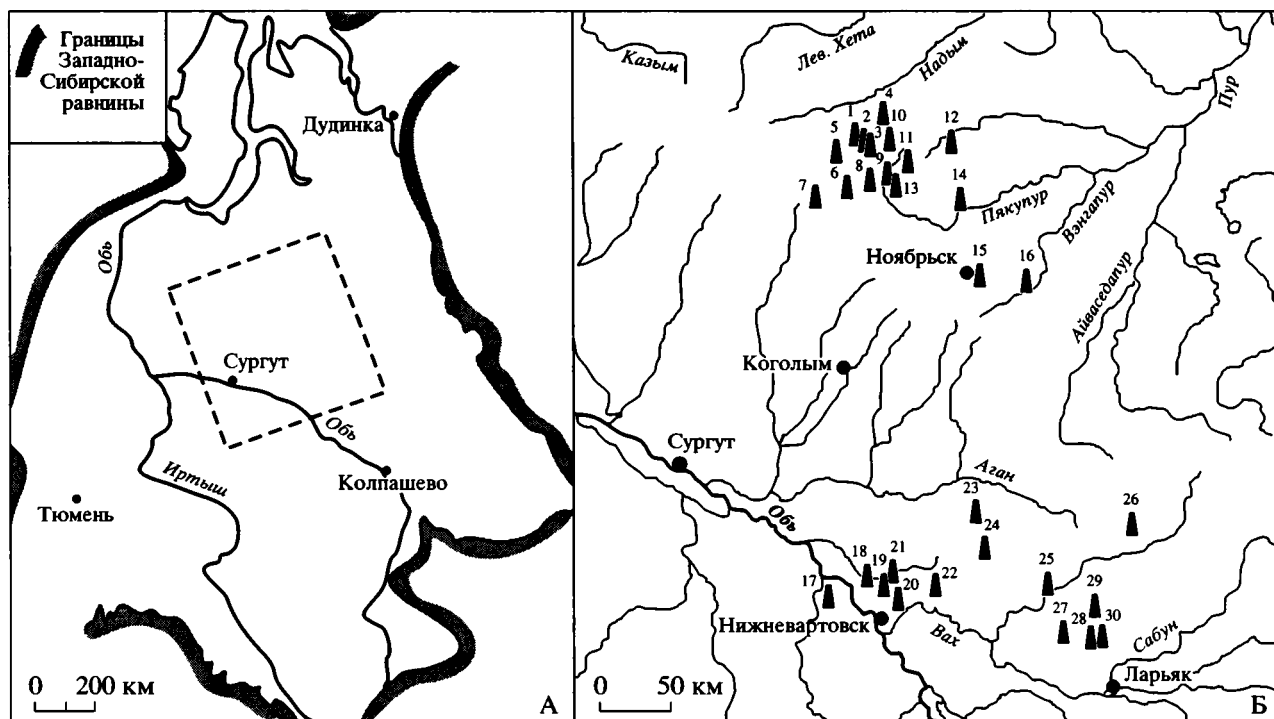 Границы
Западно-
Сибирской
равнины
Дудинка
Обь
Сургут
Обь
Колпашево
Иртыш
Тюмень
0 200 км
А
Казым
Лев. Хета
Надым
Пур
4
1 2 10
5 3 11 12
6 8 9
7 13 14
Пякупур
Вэнгапур
Ноябрьск
15 16
Айваседапур
Коголым
Сургут
Аган
Обь
23
24
26
18 21
19
17 20 22
25
29
27 28 30
Нижневартовск
Вах
Сабун
Ларьяк
0 50 км
Б